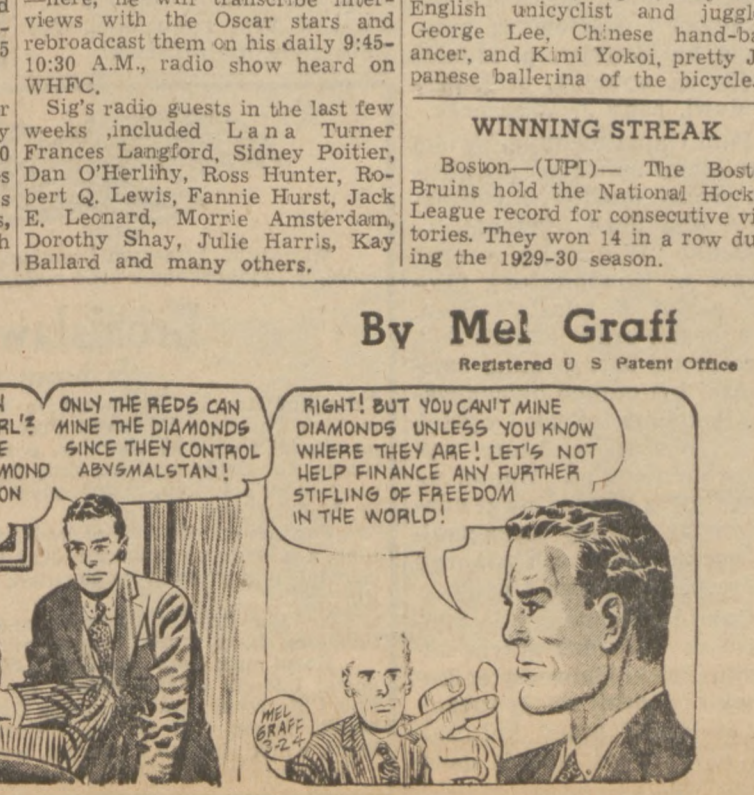 views with the Oscar stars and
rebroadcast them on his daily 9:45-
10:30 A.M., radio show heard on
WHFC.
Sig's radio guests in the last few
weeks ,included Lana Turner
Frances Langford, Sidney Poitier,
Dan O'Herlihy, Ross Hunter, Ro-
bert Q. Lewis, Fannie Hurst, Jack
E. Leonard, Morrie Amsterdam,
Dorothy Shay, Julie Harris, Kay
Ballard and many others.
English unicyclist and juggl
George Lee, Chinese hand-ba
ancer, and Kimi Yokoi, pretty J
panese ballerina of the bicycle.
WINNING STREAK
Boston—(UPI)— The Bost
Bruins hold the National Hock
League record for consecutive vi
tories. They won 14 in a row du
ing the 1929-30 season.
By Mel Graff
Registered U S Patent Office
RL'?
MOND
ON
ONLY THE REDS CAN
MINE THE DIAMONDS
SINCE THEY CONTROL
ABYSMALSTAN!
RIGHT! BUT YOU CAN'T MINE
DIAMONDS UNLESS YOU KNOW
WHERE THEY ARE! LET'S NOT
HELP FINANCE ANY FURTHER
STIFLING OF FREEDOM
IN THE WORLD!
MEL
GRAFF
3-24